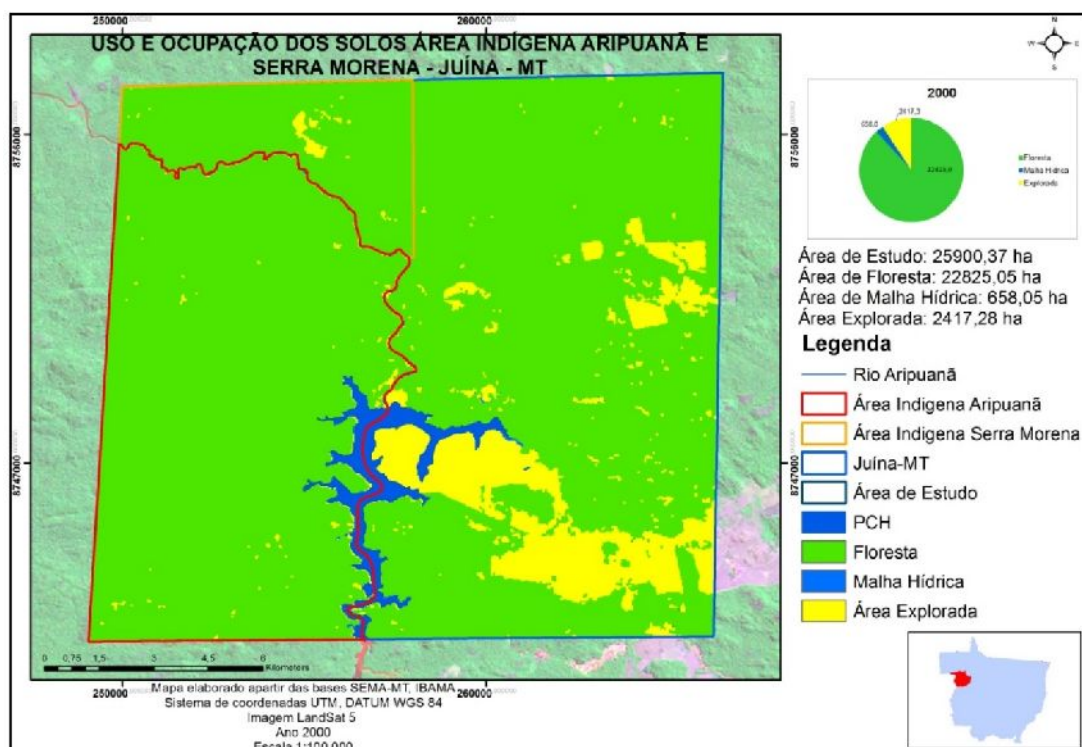 250000
260000
USO E OCUPAÇÃO DOS SOLOS ÁREA INDÍGENA ARIPUANÃ E
SERRA MORENA - JUÍNA - MT
8756000
8756000
8747000
8747000
0 0,75 1,5 3 4,5 6
Kilometers
250000
260000
Mapa elaborado apartir das bases SEMA-MT, IBAMA
Sistema de coordenadas UTM, DATUM WGS 84
Imagem LandSat 5
Ano 2000
Escala 1:100.000
N
W
E
S
2000
2417,3
Floresta
Malha Hídrica
Explorada
Área de Estudo: 25900,37 ha
Área de Floresta: 22825,05 ha
Área de Malha Hídrica: 658,05 ha
Área Explorada: 2417,28 ha
Legenda
Rio Aripuanã
Área Indigena Aripuanã
Área Indigena Serra Morena
Juína-MT
Área de Estudo
PCH
Floresta
Malha Hídrica
Área Explorada